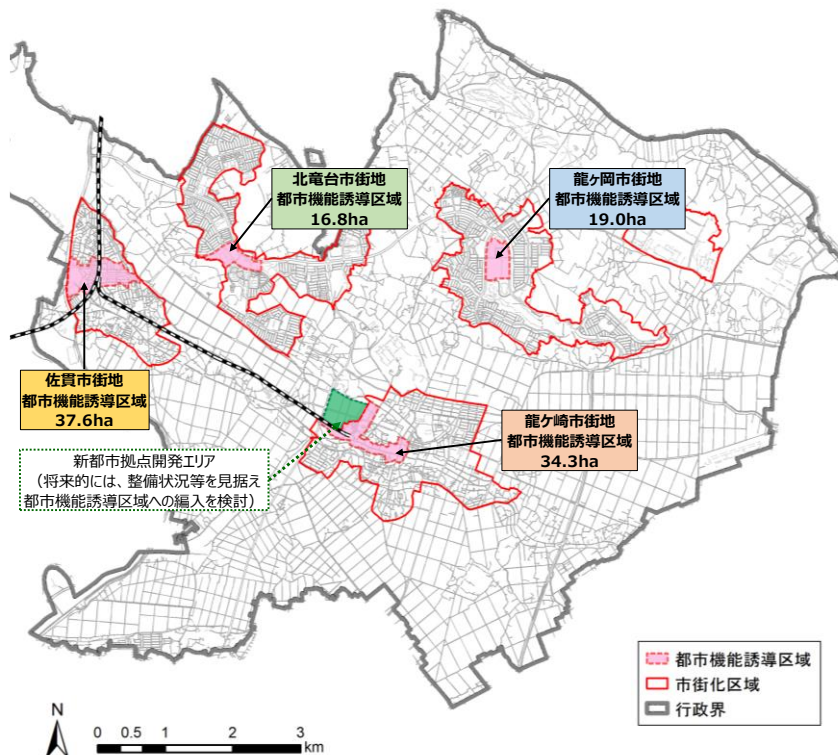 北竜台市街地
都市機能誘導区域
16.8ha
龍ヶ岡市街地
都市機能誘導区域
19.0ha
佐貫市街地
都市機能誘導区域
37.6ha
龍ケ崎市街地
都市機能誘導区域
34.3ha
新都市拠点開発エリア
（将来的には、整備状況等を見据え
都市機能誘導区域への編入を検討）
都市機能誘導区域
市街化区域
行政界
N
0 0.5 1 2 3
km